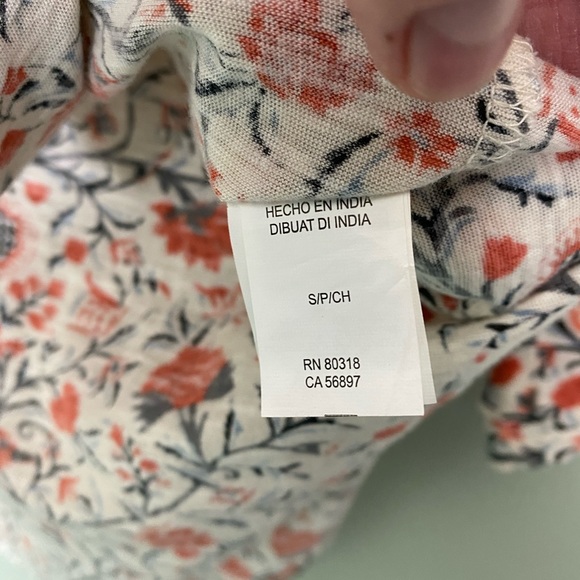 HECHO EN INDIA
DIBUAT DI INDIA
S/P/CH
RN 80318
CA 56897